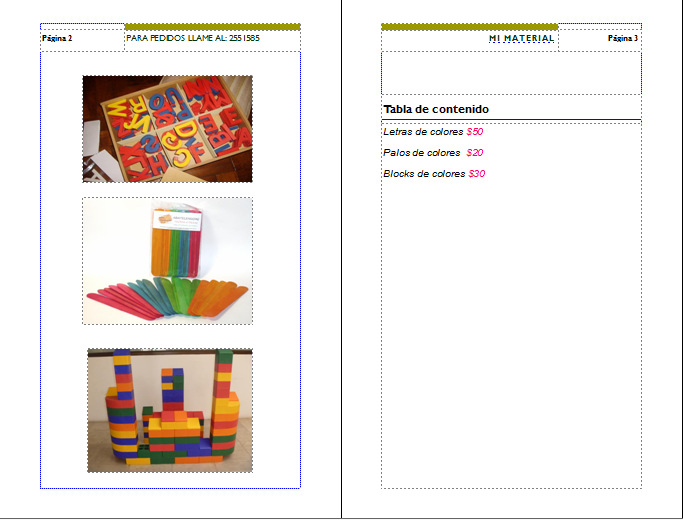 Página 2
PARA PEDIDOS LLAME AL: 2551585
MI MATERIAL
Página 3
Tabla de contenido
Letras de colores $50
Palos de colores $20
Blocks de colores $30